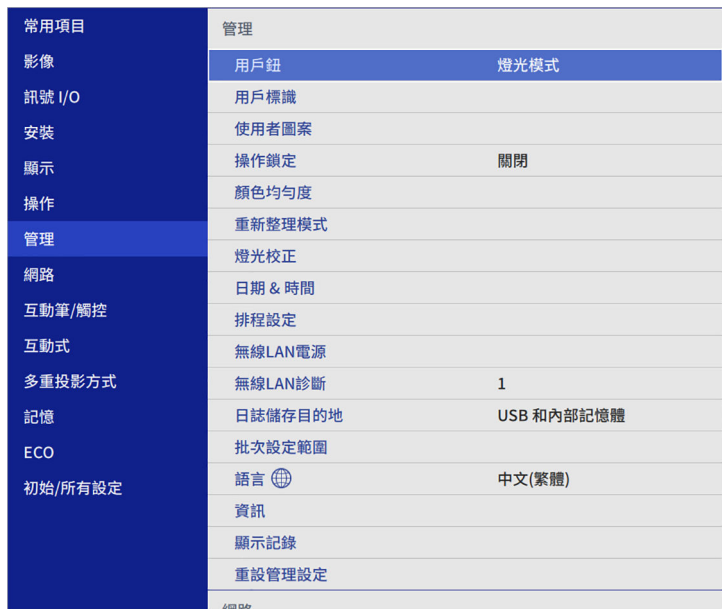 常用項目
影像
訊號 I/O
安裝
顯示
操作
管理
網路
互動筆/觸控
互動式
多重投影方式
記憶
ECO
初始/所有設定
管理
用戶鈕 燈光模式
用戶標識
使用者圖案
操作鎖定 關閉
顏色均勻度
重新整理模式
燈光校正
日期 & 時間
排程設定
無線LAN電源
無線LAN診斷 1
日誌儲存目的地 USB 和內部記憶體
批次設定範圍
語言 中文(繁體)
資訊
顯示記錄
重設管理設定
網路